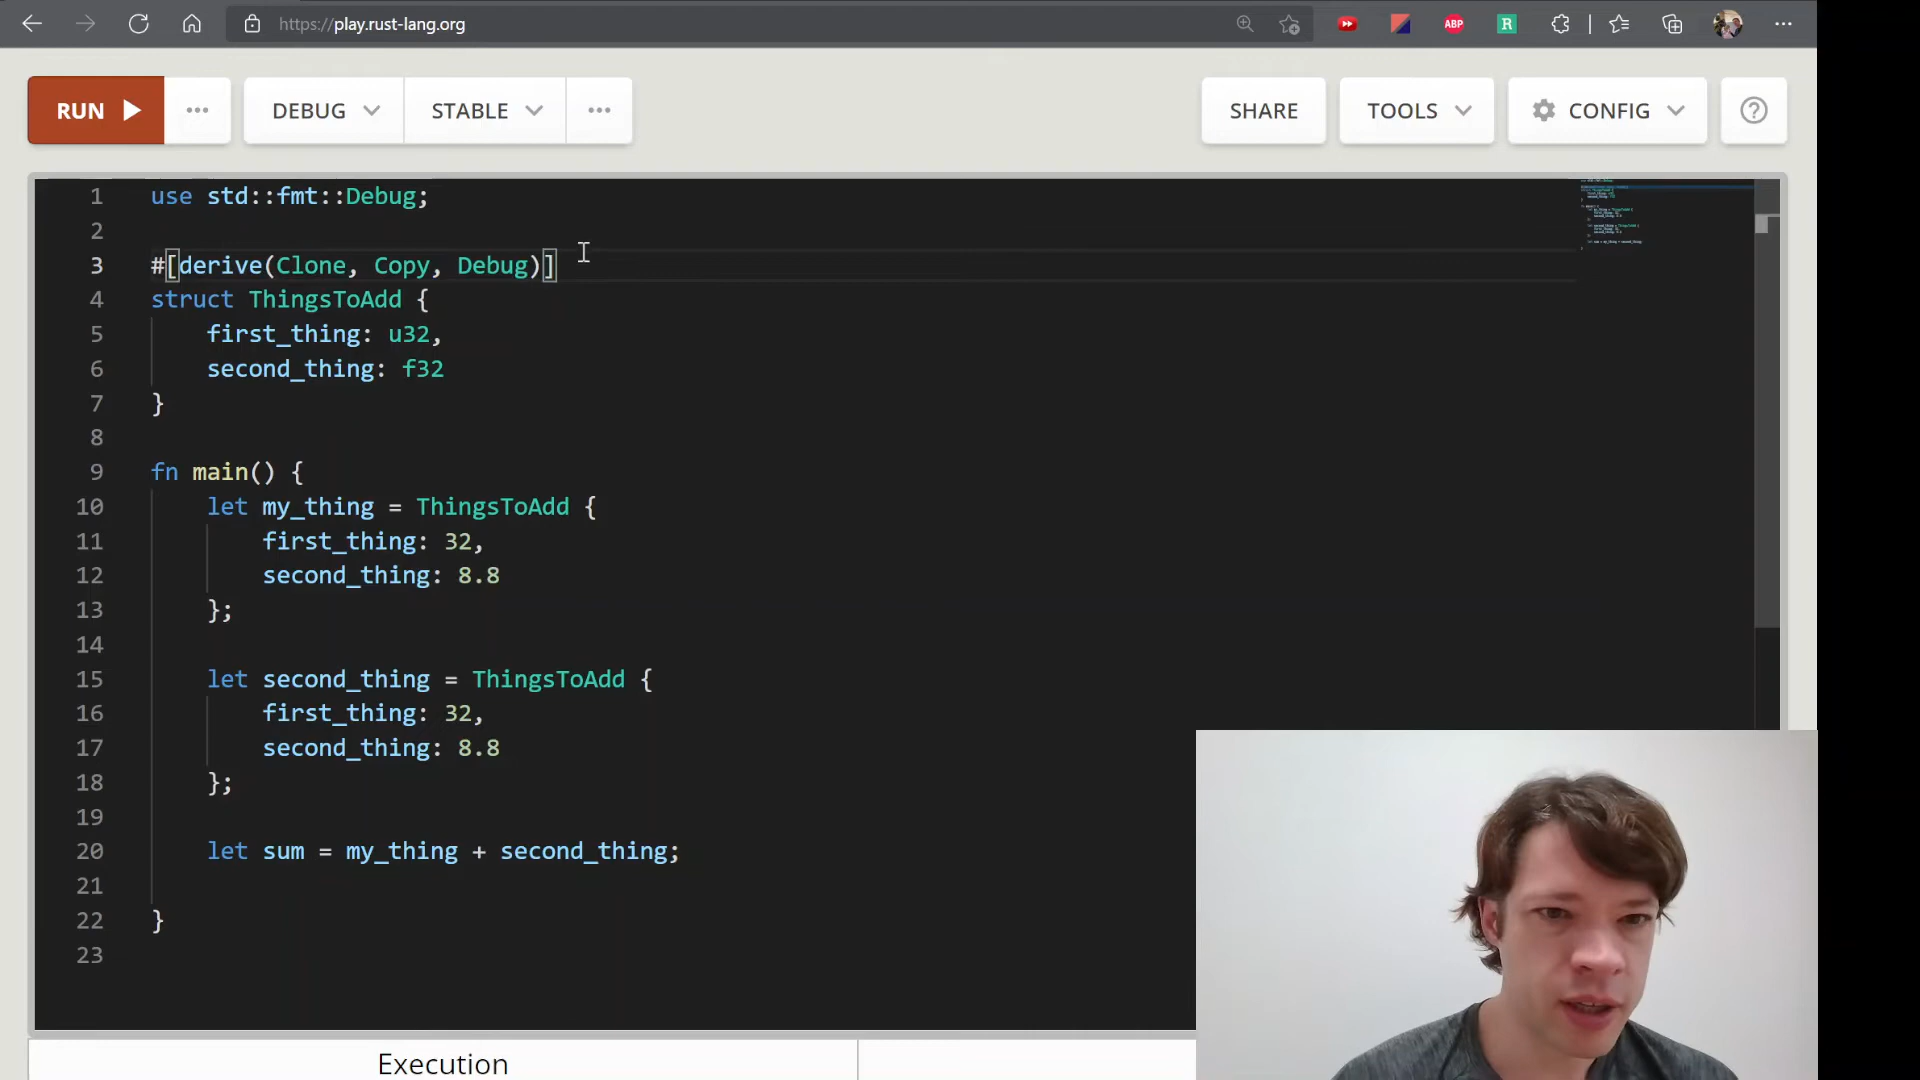 https://play.rust-lang.org
ABP
R
RUN
DEBUG
STABLE
SHARE
TOOLS
CONFIG
1 use std::fmt::Debug;
2
3 #[derive(Clone, Copy, Debug)]
4 struct ThingsToAdd {
5 first_thing: u32,
6 second_thing: f32
7 }
8
9 fn main() {
10 let my_thing = ThingsToAdd {
11 first_thing: 32,
12 second_thing: 8.8
13 };
14
15 let second_thing = ThingsToAdd {
16 first_thing: 32,
17 second_thing: 8.8
18 };
19
20 let sum = my_thing + second_thing;
21
22 }
23
Execution